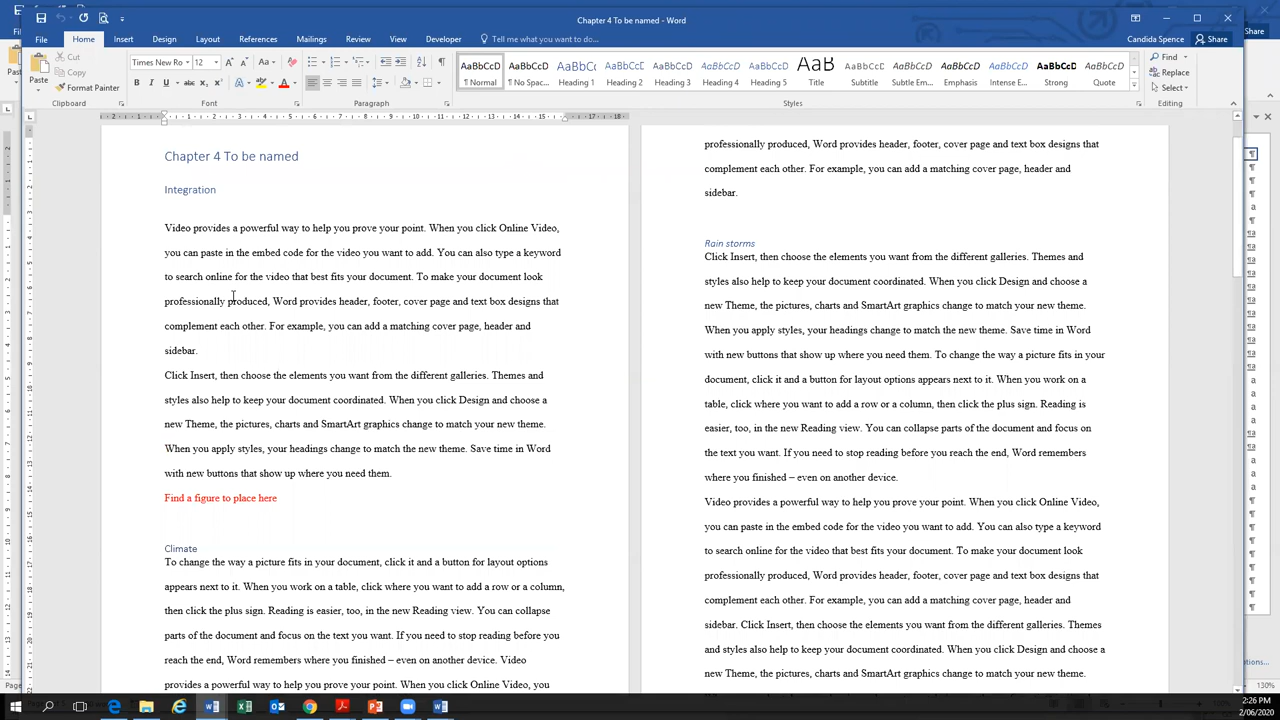 Chapter 4 To be named - Word
File Home Insert Design Layout References Mailings Review View Developer Tell me what you want to do... Candida Spence Share
Cut
Copy
Paste
Format Painter
Clipboard
Times New Ro 12
Font
Paragraph
AaBbCcD AaBbCcD AaBbCc AaBbCcD AaBbCcD AaBbCcD AaBbCcD AaB AaBbCcD AaBbCcD AaBbCcD AaBbCcD AaBbCcD AaBbCcD
¶ Normal ¶ No Spac... Heading 1 Heading 2 Heading 3 Heading 4 Heading 5 Title Subtitle Subtle Em... Emphasis Intense E... Strong Quote
Styles
Find
Replace
Select
Editing
Chapter 4 To be named
Integration
Video provides a powerful way to help you prove your point. When you click Online Video,
you can paste in the embed code for the video you want to add. You can also type a keyword
to search online for the video that best fits your document. To make your document look
professionally produced, Word provides header, footer, cover page and text box designs that
complement each other. For example, you can add a matching cover page, header and
sidebar.
Click Insert, then choose the elements you want from the different galleries. Themes and
styles also help to keep your document coordinated. When you click Design and choose a
new Theme, the pictures, charts and SmartArt graphics change to match your new theme.
When you apply styles, your headings change to match the new theme. Save time in Word
with new buttons that show up where you need them.
Find a figure to place here
Climate
To change the way a picture fits in your document, click it and a button for layout options
appears next to it. When you work on a table, click where you want to add a row or a column,
then click the plus sign. Reading is easier, too, in the new Reading view. You can collapse
parts of the document and focus on the text you want. If you need to stop reading before you
reach the end, Word remembers where you finished – even on another device. Video
provides a powerful way to help you prove your point. When you click Online Video, you
professionally produced, Word provides header, footer, cover page and text box designs that
complement each other. For example, you can add a matching cover page, header and
sidebar.
Rain storms
Click Insert, then choose the elements you want from the different galleries. Themes and
styles also help to keep your document coordinated. When you click Design and choose a
new Theme, the pictures, charts and SmartArt graphics change to match your new theme.
When you apply styles, your headings change to match the new theme. Save time in Word
with new buttons that show up where you need them. To change the way a picture fits in your
document, click it and a button for layout options appears next to it. When you work on a
table, click where you want to add a row or a column, then click the plus sign. Reading is
easier, too, in the new Reading view. You can collapse parts of the document and focus on
the text you want. If you need to stop reading before you reach the end, Word remembers
where you finished – even on another device.
Video provides a powerful way to help you prove your point. When you click Online Video,
you can paste in the embed code for the video you want to add. You can also type a keyword
to search online for the video that best fits your document. To make your document look
professionally produced, Word provides header, footer, cover page and text box designs that
complement each other. For example, you can add a matching cover page, header and
sidebar. Click Insert, then choose the elements you want from the different galleries. Themes
and styles also help to keep your document coordinated. When you click Design and choose a
new Theme, the pictures, charts and SmartArt graphics change to match your new theme.
130%
2:26 PM
2/06/2020